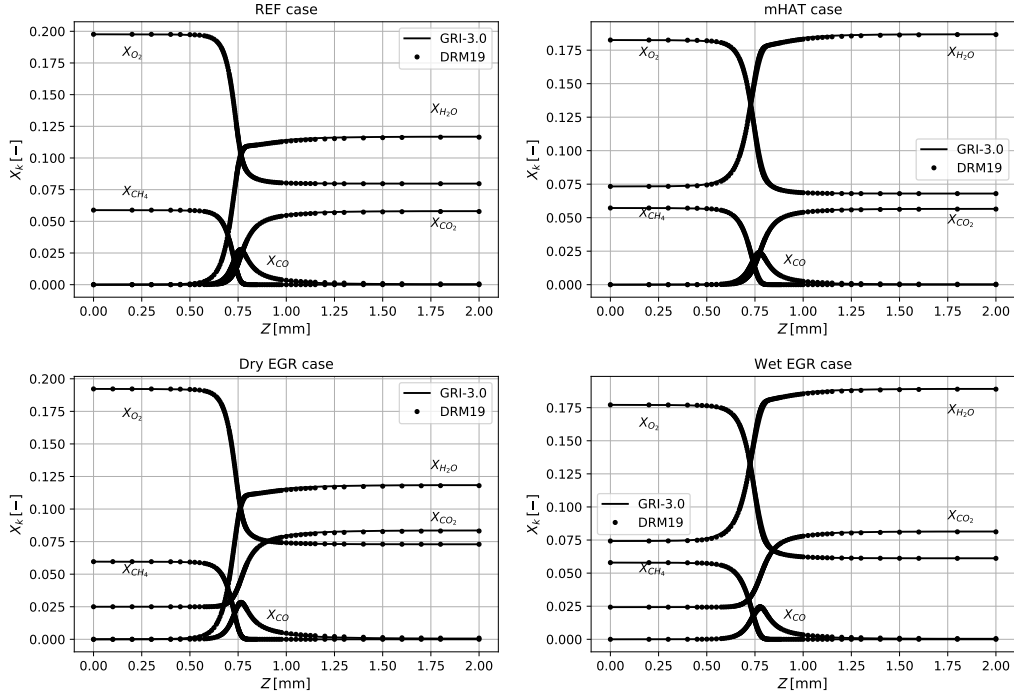 REF case
0.200
0.175
0.150
0.125
0.100
0.075
0.050
0.025
0.000
X_k [−]
X_{O_2}
X_{CH_4}
X_{H_2O}
X_{CO_2}
X_{CO}
GRI-3.0
DRM19
0.00 0.25 0.50 0.75 1.00 1.25 1.50 1.75 2.00
Z [mm]
mHAT case
0.175
0.150
0.125
0.100
0.075
0.050
0.025
0.000
X_k [−]
X_{O_2}
X_{H_2O}
GRI-3.0
DRM19
X_{CH_4}
X_{CO_2}
X_{CO}
0.00 0.25 0.50 0.75 1.00 1.25 1.50 1.75 2.00
Z [mm]
Dry EGR case
0.200
0.175
0.150
0.125
0.100
0.075
0.050
0.025
0.000
X_k [−]
GRI-3.0
DRM19
X_{O_2}
X_{H_2O}
X_{CO_2}
X_{CH_4}
X_{CO}
0.00 0.25 0.50 0.75 1.00 1.25 1.50 1.75 2.00
Z [mm]
Wet EGR case
0.175
0.150
0.125
0.100
0.075
0.050
0.025
0.000
X_k [−]
X_{O_2}
X_{H_2O}
GRI-3.0
DRM19
X_{CO_2}
X_{CH_4}
X_{CO}
0.00 0.25 0.50 0.75 1.00 1.25 1.50 1.75 2.00
Z [mm]